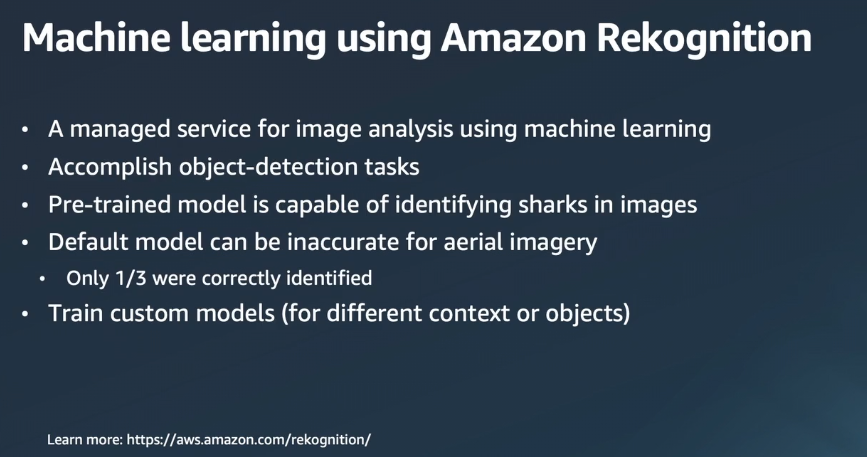 Machine learning using Amazon Rekognition
• A managed service for image analysis using machine learning
• Accomplish object-detection tasks
• Pre-trained model is capable of identifying sharks in images
• Default model can be inaccurate for aerial imagery
• Only 1/3 were correctly identified
• Train custom models (for different context or objects)
Learn more: https://aws.amazon.com/rekognition/